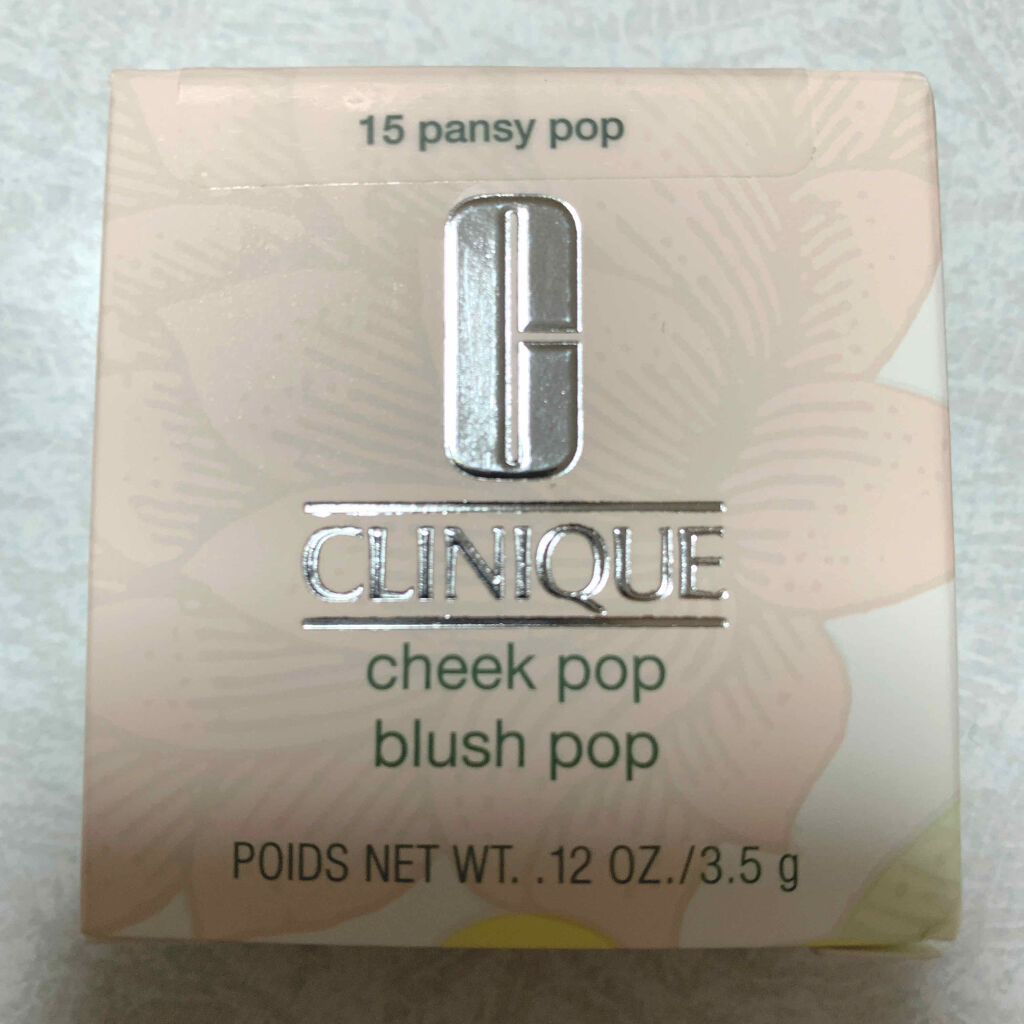 15 pansy pop
CLINIQUE
cheek pop
blush pop
POIDS NET WT. .12 OZ./3.5 g